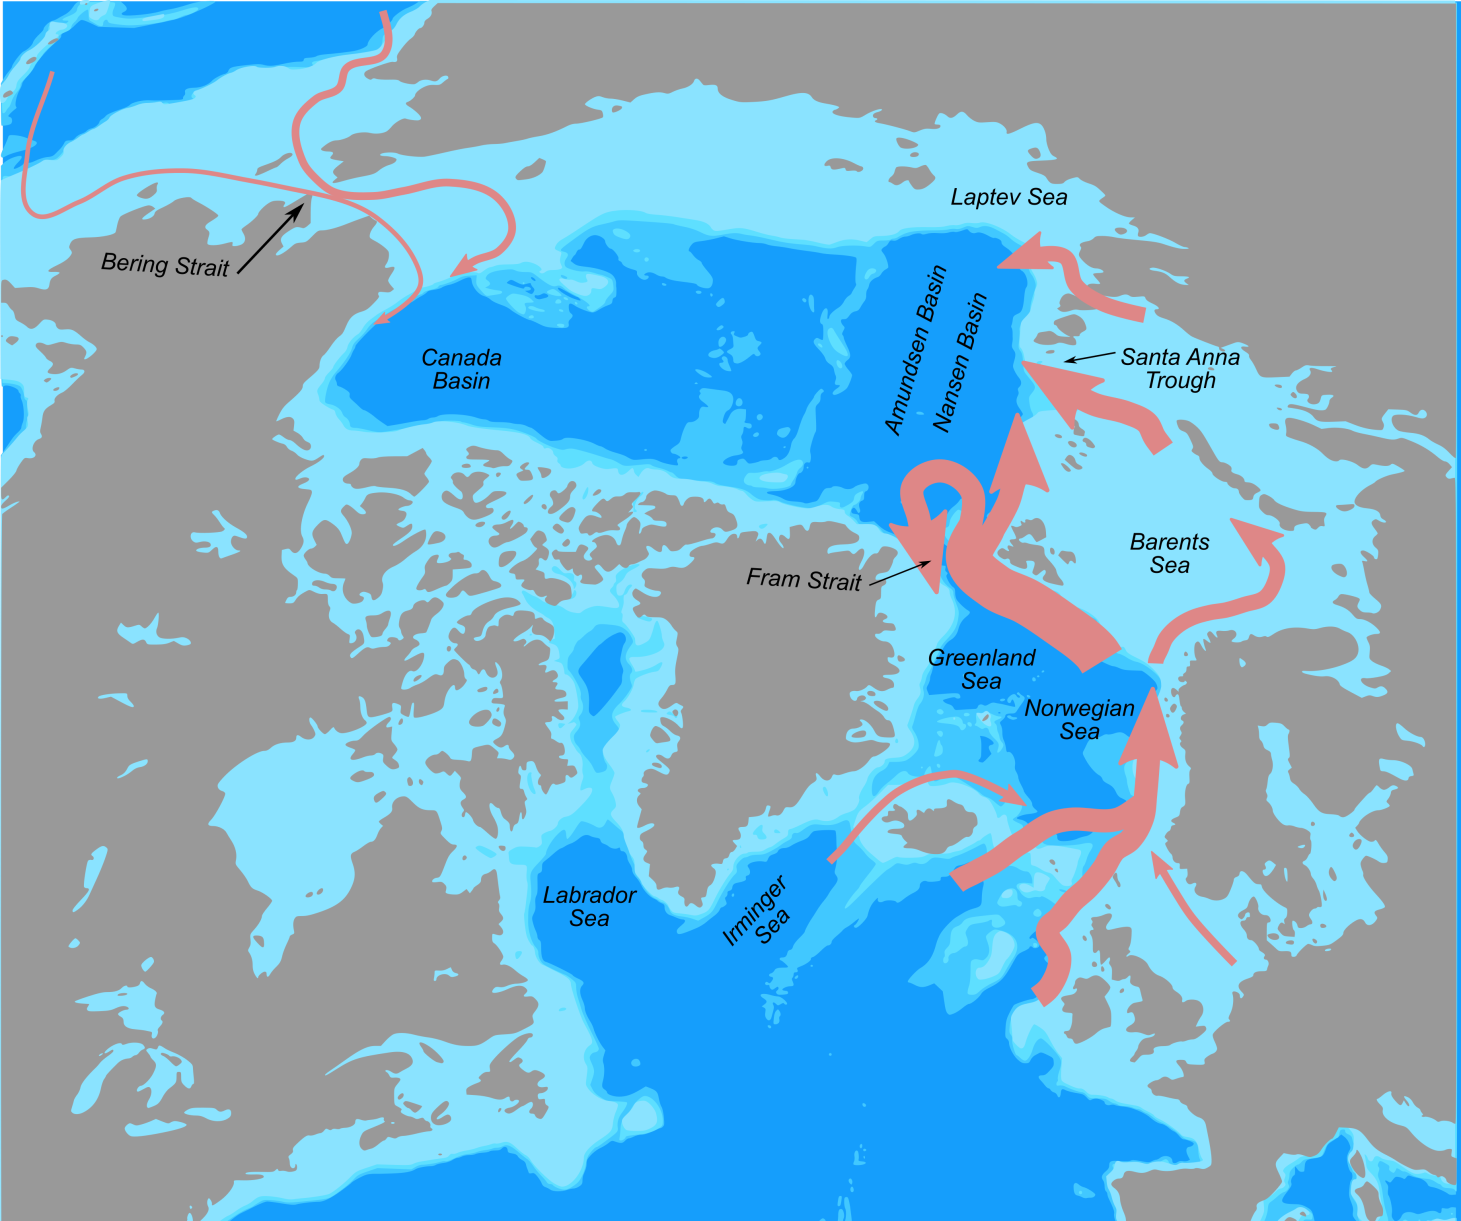 Laptev Sea
Bering Strait
Amundsen Basin
Nansen Basin
Canada
Basin
Santa Anna
Trough
Barents
Sea
Fram Strait
Greenland
Sea
Norwegian
Sea
Labrador
Sea
Irminger
Sea